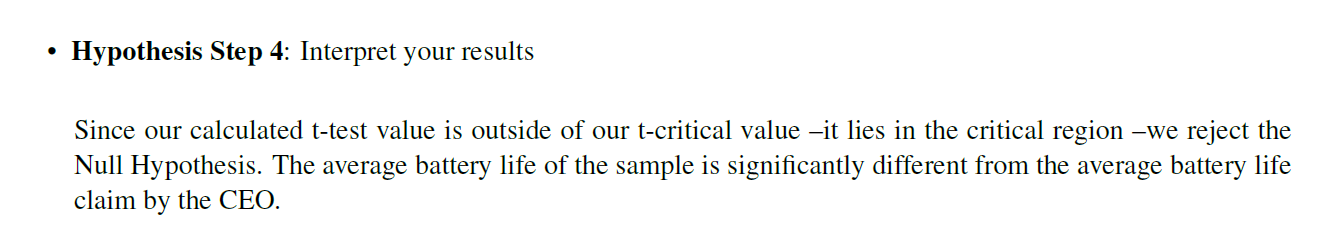 • Hypothesis Step 4: Interpret your results
Since our calculated t-test value is outside of our t-critical value –it lies in the critical region –we reject the
Null Hypothesis. The average battery life of the sample is significantly different from the average battery life
claim by the CEO.